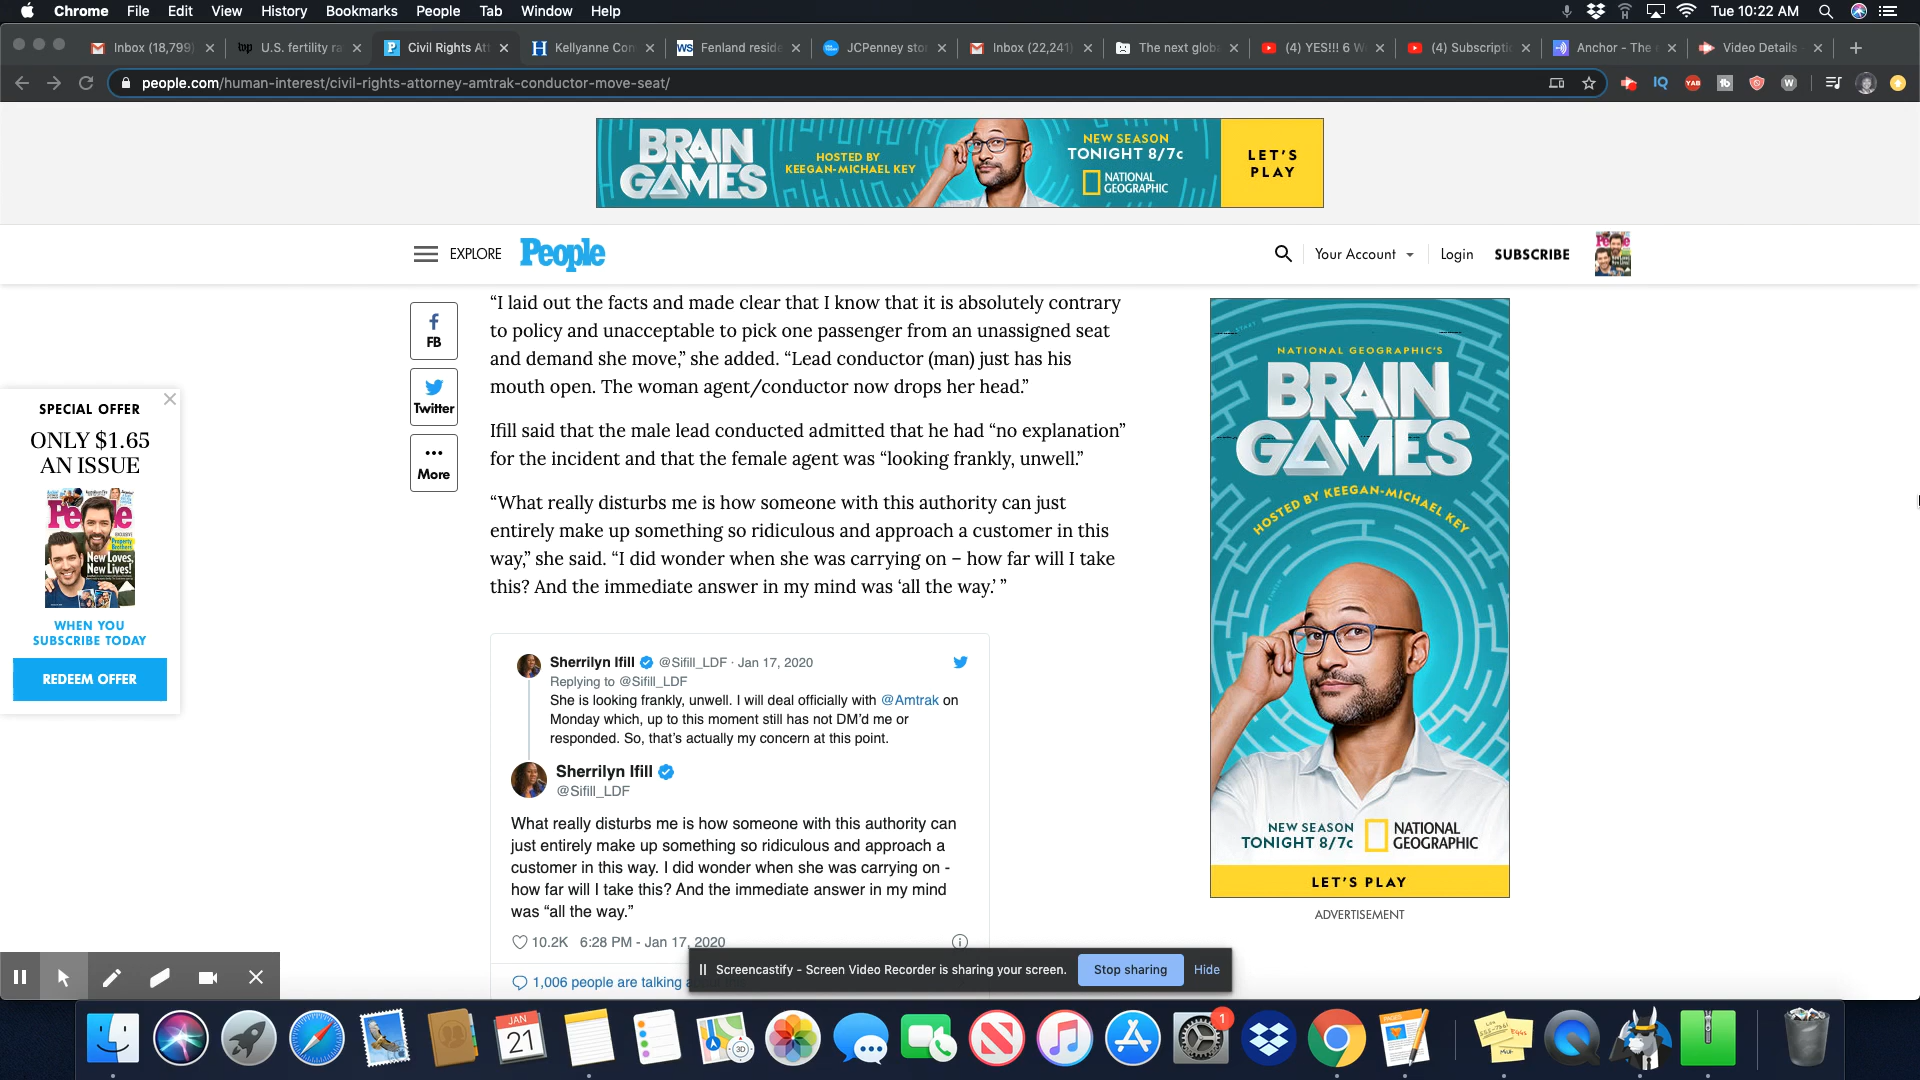 Chrome File Edit View History Bookmarks People Tab Window Help
Tue 10:22 AM
Inbox (18,799)
U.S. fertility ra
Civil Rights Att
Kellyanne Con
Fenland reside
JCPenney stor
Inbox (22,241)
The next globa
(4) YES!!! 6 W
(4) Subscripti
Anchor - The
Video Details
people.com/human-interest/civil-rights-attorney-amtrak-conductor-move-seat/
BRAIN
GAMES
HOSTED BY
KEEGAN-MICHAEL KEY
NEW SEASON
TONIGHT 8/7c
NATIONAL
GEOGRAPHIC
LET'S
PLAY
EXPLORE
People
Your Account
Login
SUBSCRIBE
FB
Twitter
More
“I laid out the facts and made clear that I know that it is absolutely contrary
to policy and unacceptable to pick one passenger from an unassigned seat
and demand she move,” she added. “Lead conductor (man) just has his
mouth open. The woman agent/conductor now drops her head.”
Ifill said that the male lead conducted admitted that he had “no explanation”
for the incident and that the female agent was “looking frankly, unwell.”
“What really disturbs me is how someone with this authority can just
entirely make up something so ridiculous and approach a customer in this
way,” she said. “I did wonder when she was carrying on – how far will I take
this? And the immediate answer in my mind was ‘all the way.’ ”
Sherrilyn Ifill @Sifill_LDF · Jan 17, 2020
Replying to @Sifill_LDF
She is looking frankly, unwell. I will deal officially with @Amtrak on
Monday which, up to this moment still has not DM’d me or
responded. So, that’s actually my concern at this point.
Sherrilyn Ifill
@Sifill_LDF
What really disturbs me is how someone with this authority can
just entirely make up something so ridiculous and approach a
customer in this way. I did wonder when she was carrying on -
how far will I take this? And the immediate answer in my mind
was “all the way.”
10.2K 6:28 PM - Jan 17, 2020
1,006 people are talking
SPECIAL OFFER
ONLY $1.65
AN ISSUE
People
New Loves,
New Lives!
WHEN YOU
SUBSCRIBE TODAY
REDEEM OFFER
NATIONAL GEOGRAPHIC'S
BRAIN
GAMES
HOSTED BY KEEGAN-MICHAEL KEY
NEW SEASON
TONIGHT 8/7c
NATIONAL
GEOGRAPHIC
LET'S PLAY
ADVERTISEMENT
Screencastify - Screen Video Recorder is sharing your screen.
Stop sharing
Hide
JAN
21
1